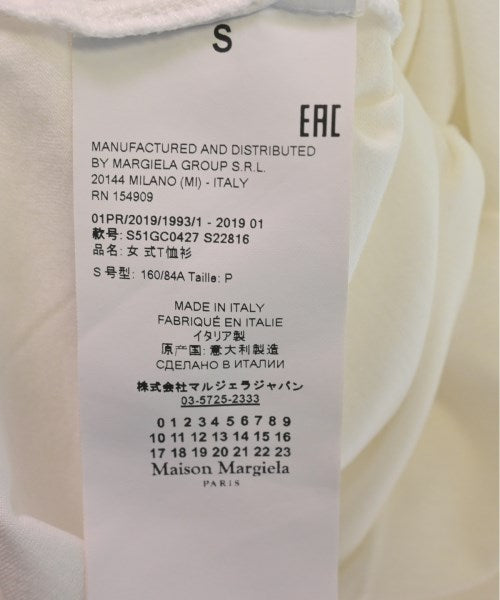 S
EAC
MANUFACTURED AND DISTRIBUTED
BY MARGIELA GROUP S.R.L.
20144 MILANO (MI) - ITALY
RN 154909
01PR/2019/1993/1 - 2019 01
款号: S51GC0427 S22816
品名: 女 式T恤衫
S 号型: 160/84A Taille: P
MADE IN ITALY
FABRIQUÉ EN ITALIE
イタリア製
原产国: 意大利製造
СДЕЛАНО В ИТАЛИИ
株式会社マルジェラジャパン
03-5725-2333
0 1 2 3 4 5 6 7 8 9
10 11 12 13 14 15 16
17 18 19 20 21 22 23
Maison Margiela
PARIS